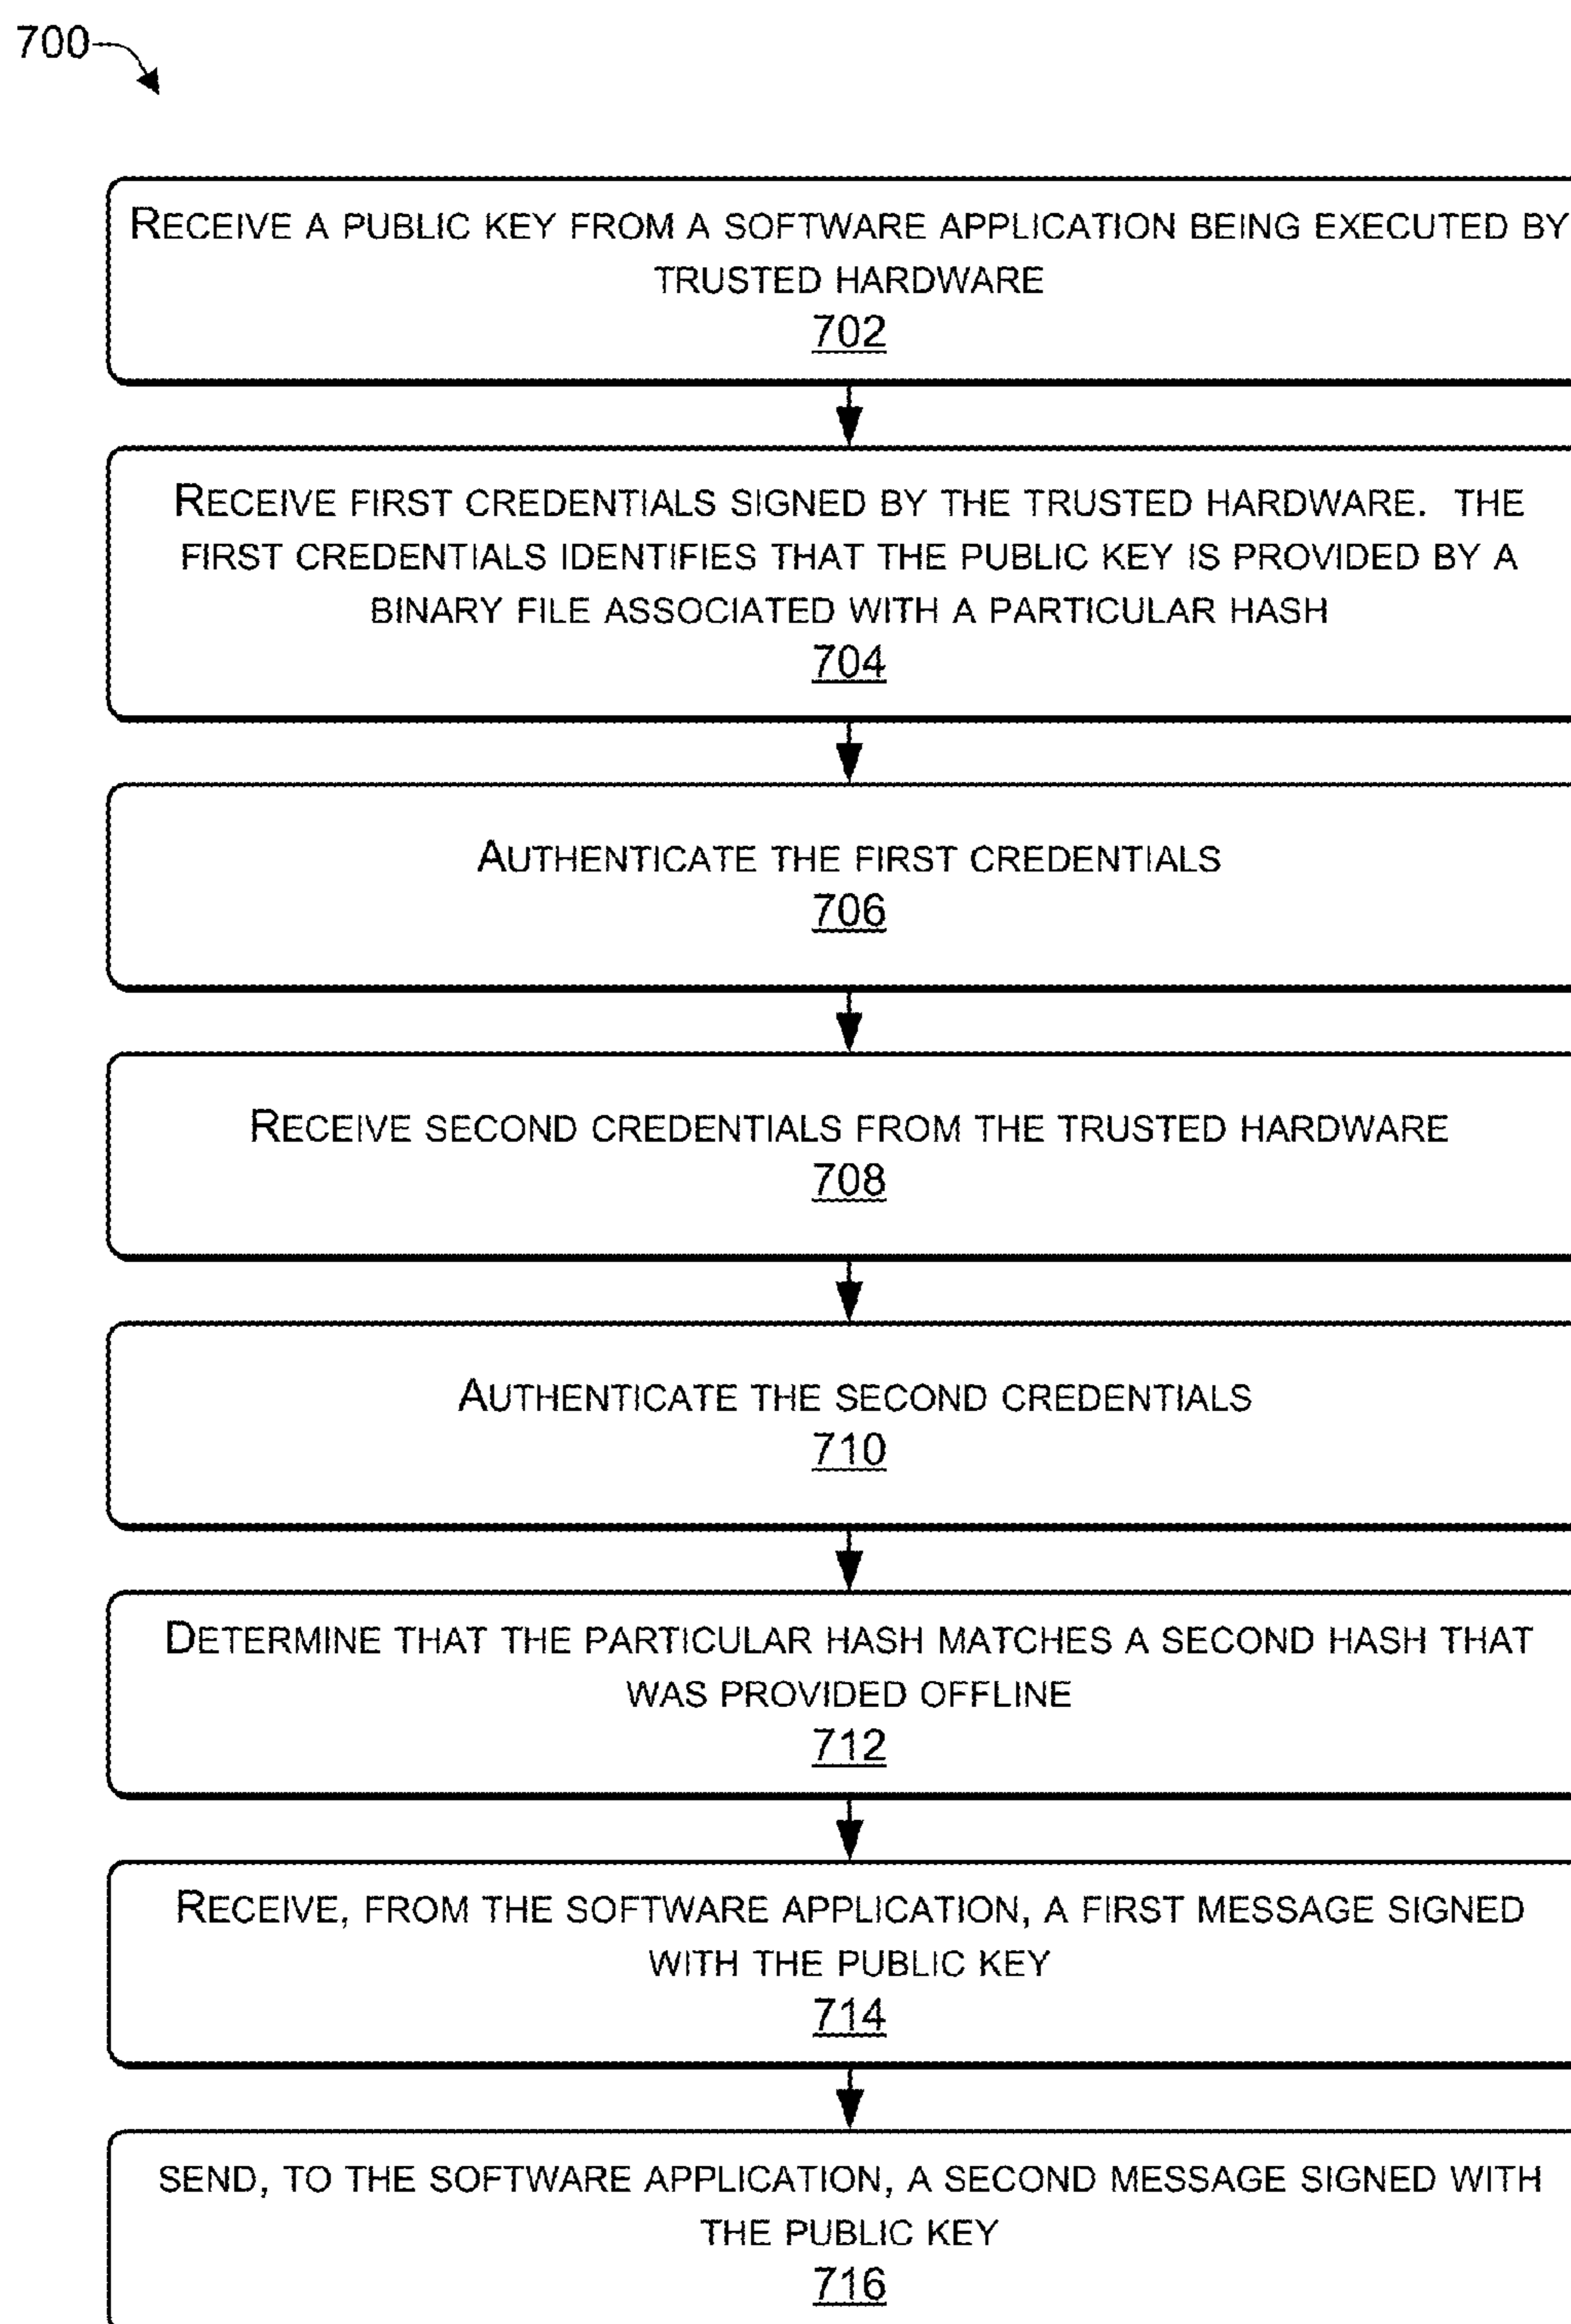 700
RECEIVE A PUBLIC KEY FROM A SOFTWARE APPLICATION BEING EXECUTED BY
TRUSTED HARDWARE
702
RECEIVE FIRST CREDENTIALS SIGNED BY THE TRUSTED HARDWARE. THE
FIRST CREDENTIALS IDENTIFIES THAT THE PUBLIC KEY IS PROVIDED BY A
BINARY FILE ASSOCIATED WITH A PARTICULAR HASH
704
AUTHENTICATE THE FIRST CREDENTIALS
706
RECEIVE SECOND CREDENTIALS FROM THE TRUSTED HARDWARE
708
AUTHENTICATE THE SECOND CREDENTIALS
710
DETERMINE THAT THE PARTICULAR HASH MATCHES A SECOND HASH THAT
WAS PROVIDED OFFLINE
712
RECEIVE, FROM THE SOFTWARE APPLICATION, A FIRST MESSAGE SIGNED
WITH THE PUBLIC KEY
714
SEND, TO THE SOFTWARE APPLICATION, A SECOND MESSAGE SIGNED WITH
THE PUBLIC KEY
716